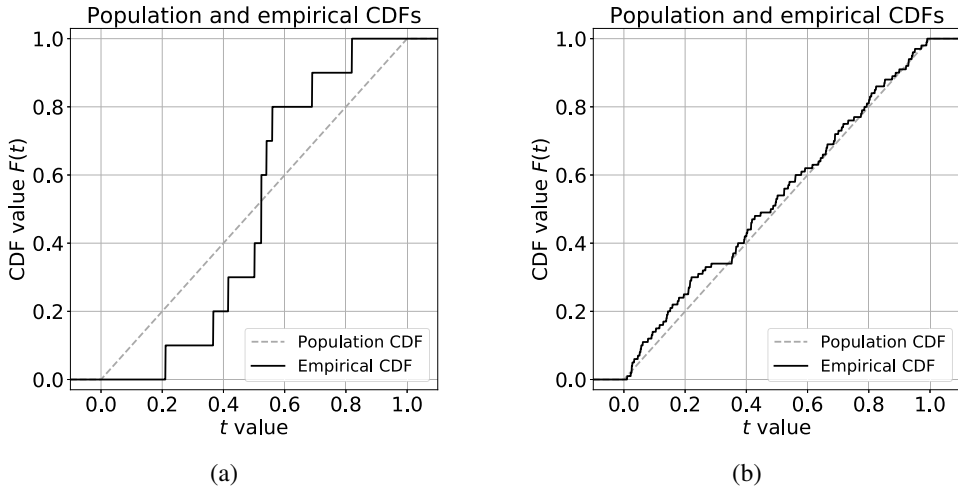 Population and empirical CDFs
CDF value F(t)
1.0
0.8
0.6
0.4
0.2
0.0
Population CDF
Empirical CDF
0.0 0.2 0.4 0.6 0.8 1.0
t value
(a)
Population and empirical CDFs
CDF value F(t)
1.0
0.8
0.6
0.4
0.2
0.0
Population CDF
Empirical CDF
0.0 0.2 0.4 0.6 0.8 1.0
t value
(b)